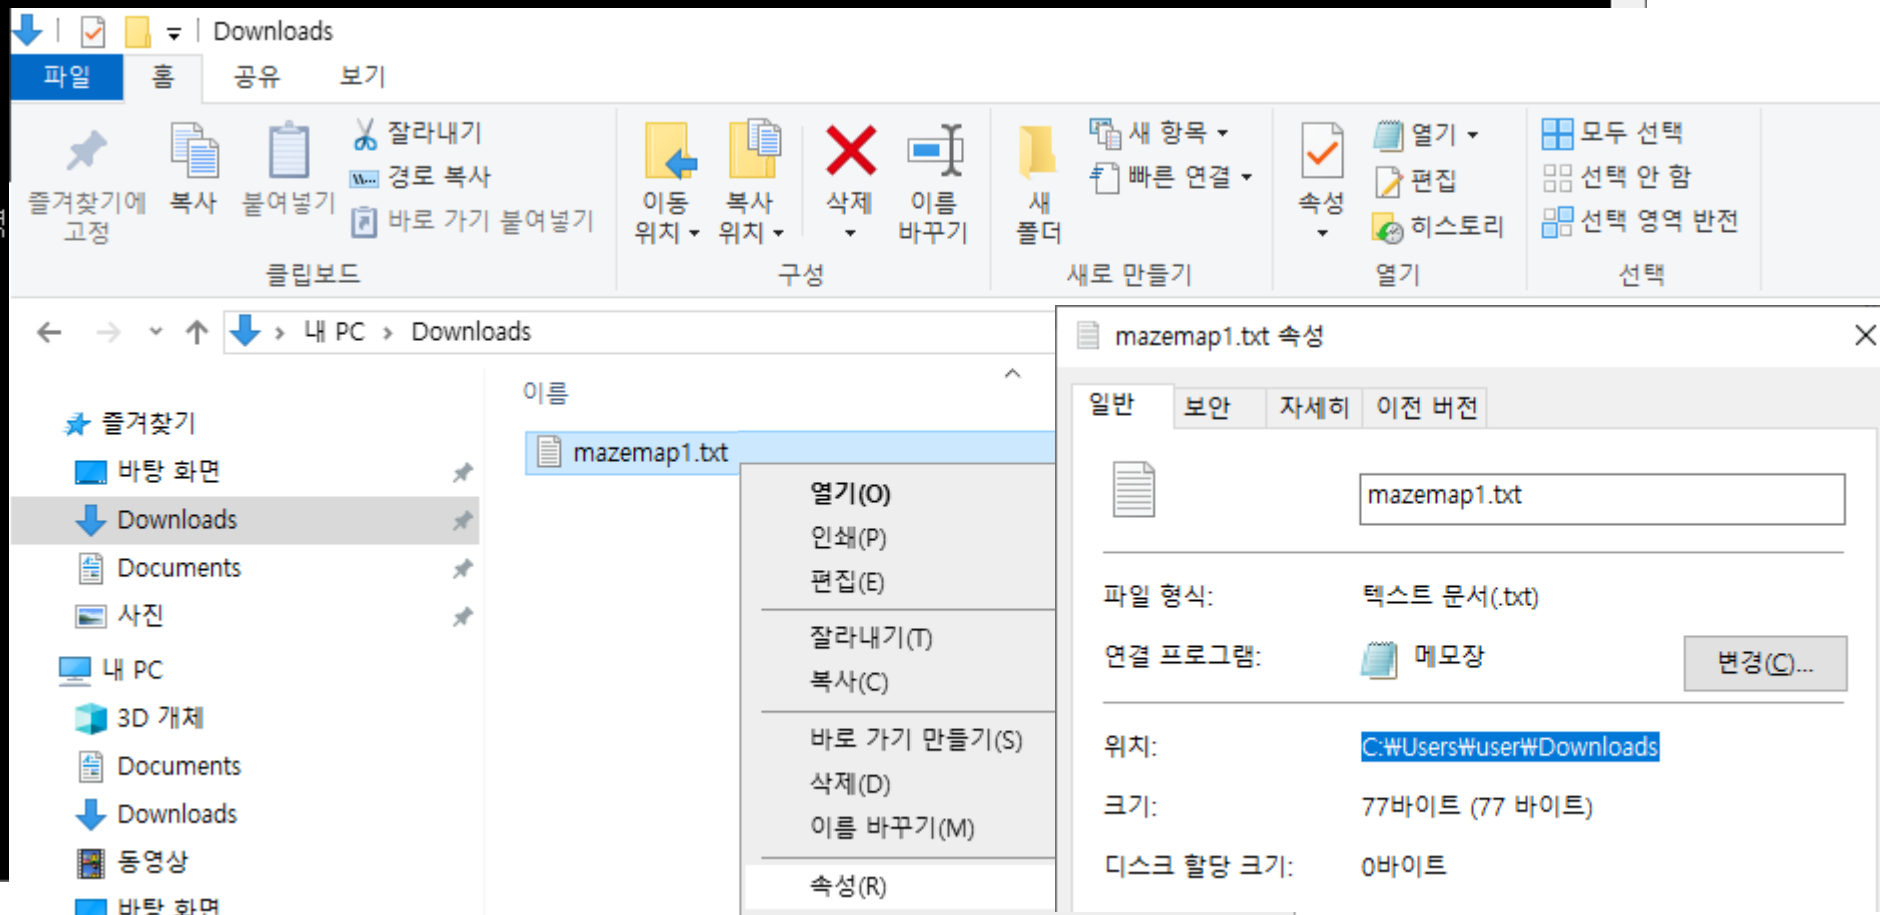 Downloads
파일 홈 공유 보기
즐겨찾기에
고정
복사
붙여넣기
잘라내기
경로 복사
바로 가기 붙여넣기
클립보드
이동
위치
복사
위치
삭제
이름
바꾸기
구성
새
폴더
새 항목
빠른 연결
새로 만들기
속성
열기
편집
히스토리
열기
모두 선택
선택 안 함
선택 영역 반전
선택
내 PC > Downloads
즐겨찾기
바탕 화면
Downloads
Documents
사진
내 PC
3D 개체
Documents
Downloads
동영상
바탕 화면
이름
mazemap1.txt
열기(O)
인쇄(P)
편집(E)
잘라내기(T)
복사(C)
바로 가기 만들기(S)
삭제(D)
이름 바꾸기(M)
속성(R)
mazemap1.txt 속성
일반 보안 자세히 이전 버전
mazemap1.txt
파일 형식: 텍스트 문서(.txt)
연결 프로그램: 메모장 변경(C)...
위치: C:₩Users₩user₩Downloads
크기: 77바이트 (77 바이트)
디스크 할당 크기: 0바이트